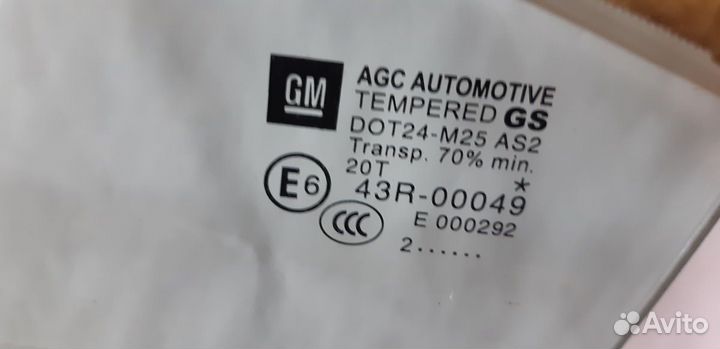 GM
AGC AUTOMOTIVE
TEMPERED GS
DOT24-M25 AS2
Transp. 70% min.
20T *
E6 43R-00049
CCC E 000292
2......
Avito